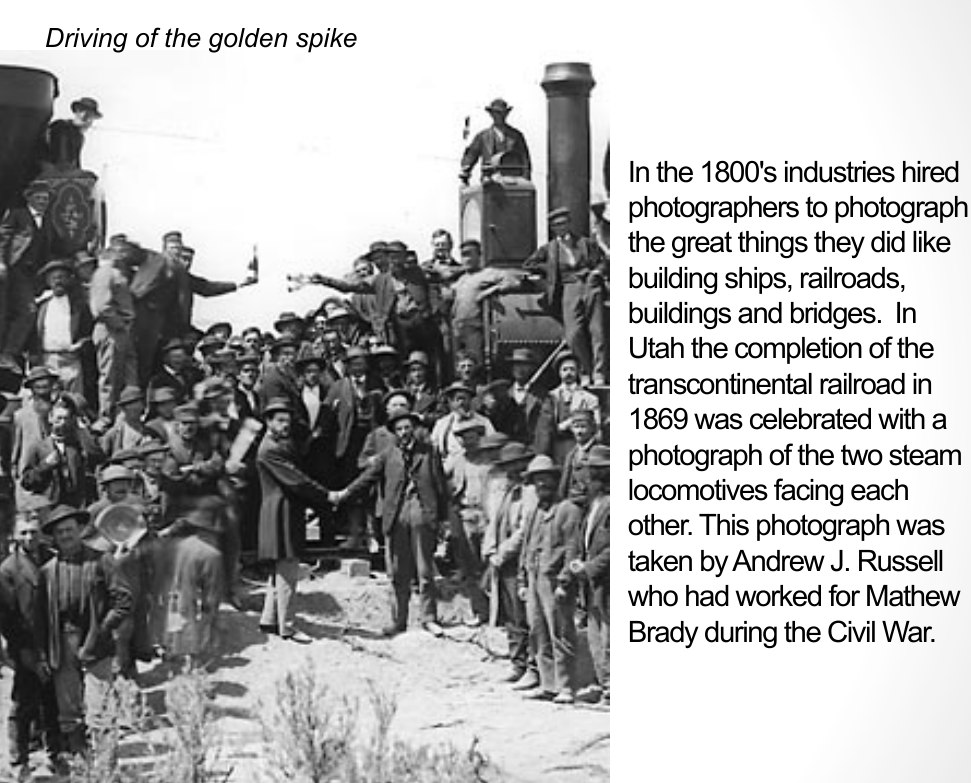 Driving of the golden spike
In the 1800's industries hired
photographers to photograph
the great things they did like
building ships, railroads,
buildings and bridges.  In
Utah the completion of the
transcontinental railroad in
1869 was celebrated with a
photograph of the two steam
locomotives facing each
other. This photograph was
taken by Andrew J. Russell
who had worked for Mathew
Brady during the Civil War.